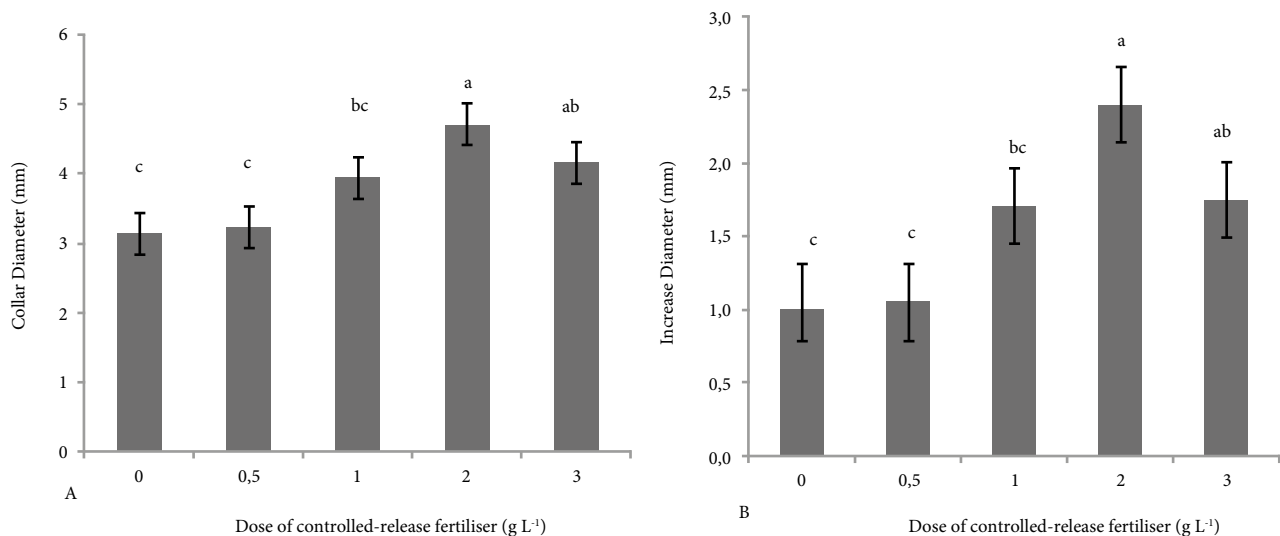 6
5
4
3
2
1
0
Collar Diameter (mm)
c
c
bc
a
ab
0
0,5
1
2
3
A
Dose of controlled-release fertiliser (g L⁻¹)
3,0
2,5
2,0
1,5
1,0
0,5
0,0
Increase Diameter (mm)
c
c
bc
a
ab
0
0,5
1
2
3
B
Dose of controlled-release fertiliser (g L⁻¹)